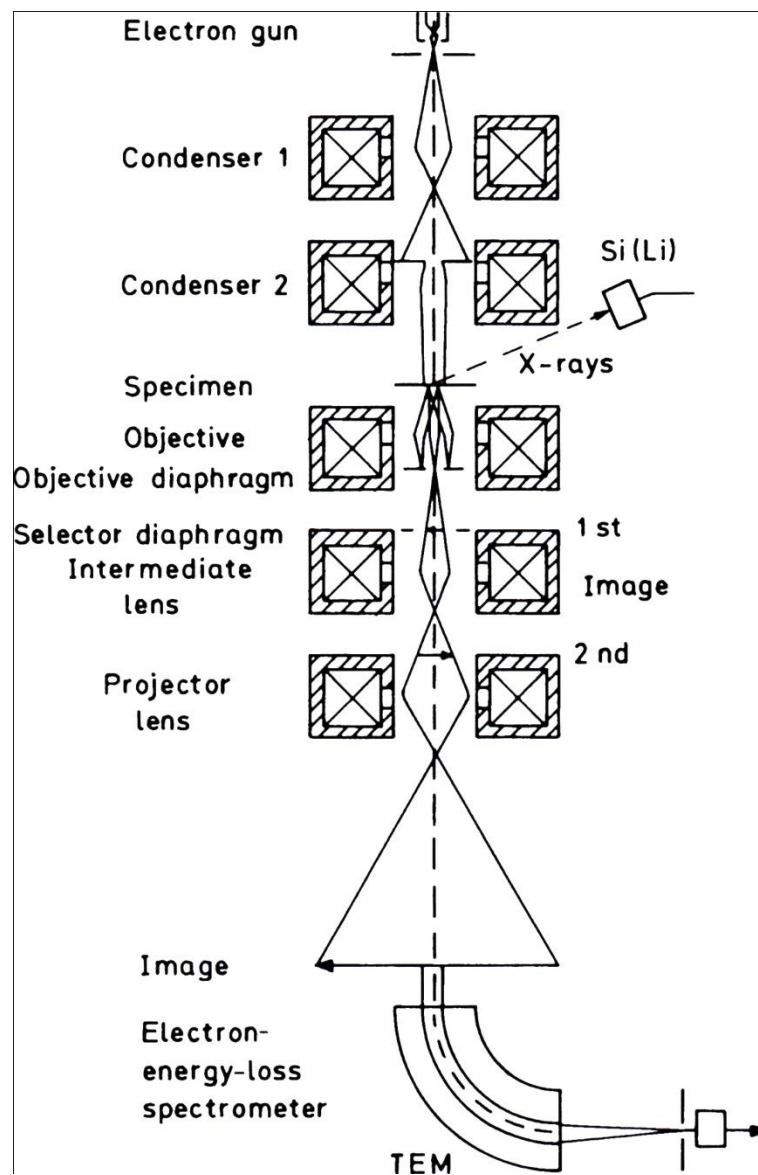 Electron gun
Condenser 1
Si(Li)
Condenser 2
X-rays
Specimen
Objective
Objective diaphragm
Selector diaphragm
1 st
Intermediate
lens
Image
2 nd
Projector
lens
Image
Electron-
energy-loss
spectrometer
TEM